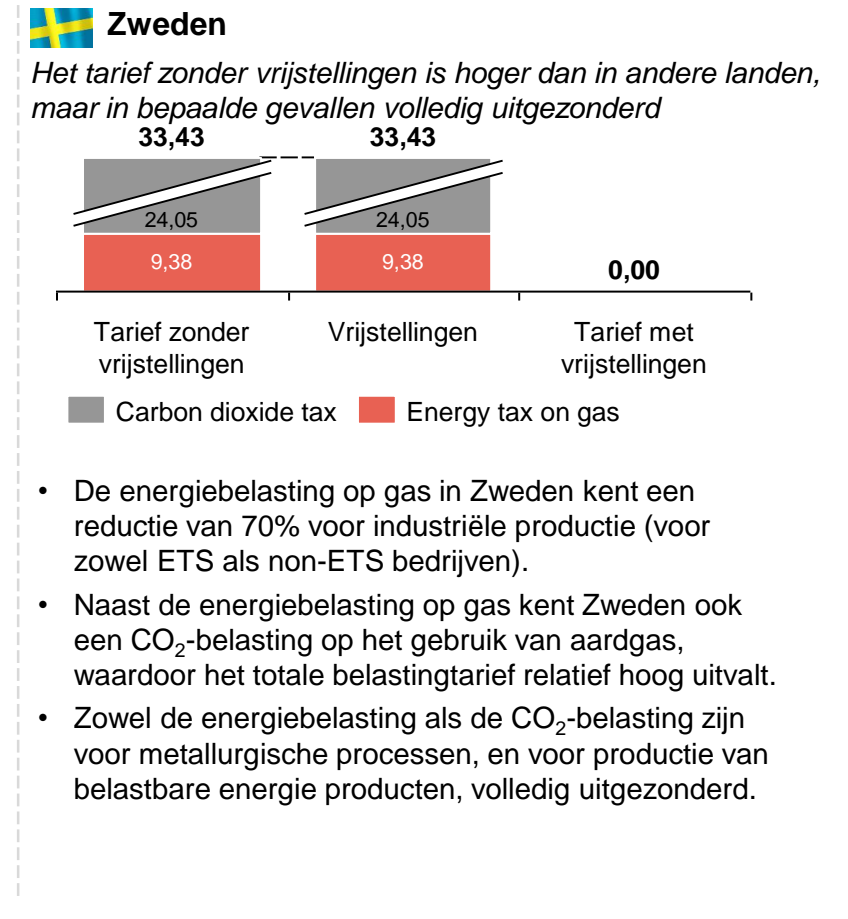 Zweden
Het tarief zonder vrijstellingen is hoger dan in andere landen,
maar in bepaalde gevallen volledig uitgezonderd
33,43 33,43
24,05 24,05
9,38 9,38
0,00
Tarief zonder vrijstellingen
Vrijstellingen
Tarief met vrijstellingen
Carbon dioxide tax Energy tax on gas
• De energiebelasting op gas in Zweden kent een
reductie van 70% voor industriële productie (voor
zowel ETS als non-ETS bedrijven).
• Naast de energiebelasting op gas kent Zweden ook
een CO₂-belasting op het gebruik van aardgas,
waardoor het totale belastingtarief relatief hoog uitvalt.
• Zowel de energiebelasting als de CO₂-belasting zijn
voor metallurgische processen, en voor productie van
belastbare energie producten, volledig uitgezonderd.